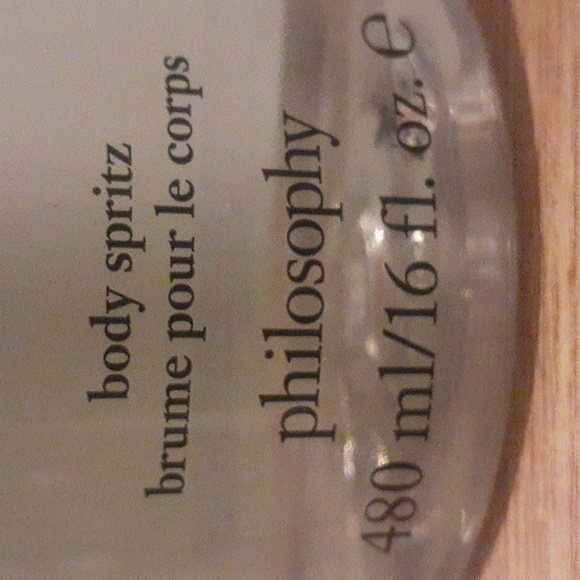 body spritz
brume pour le corps
philosophy
480 ml/16 fl. oz. e